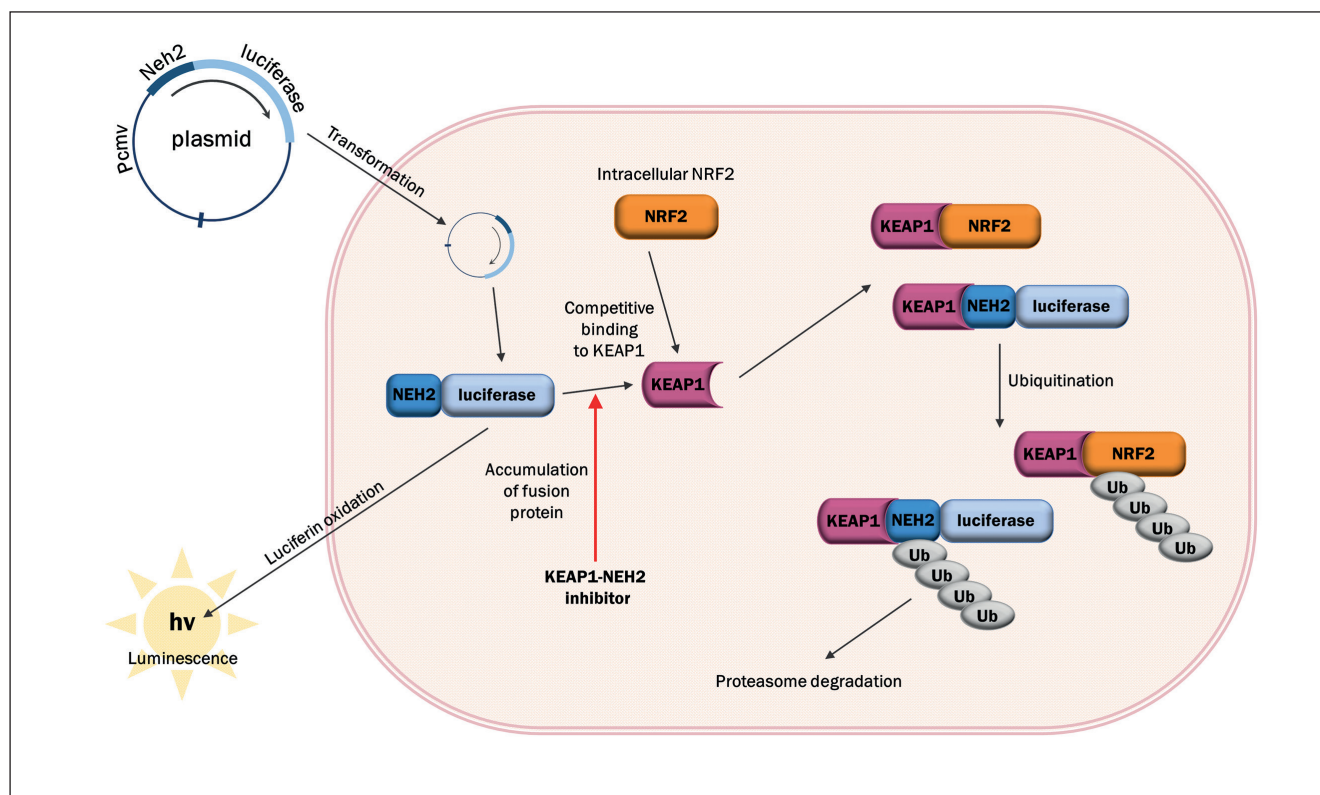 Neh2
luciferase
Pcmv
plasmid
Transformation
Intracellular NRF2
NRF2
KEAP1
NRF2
KEAP1
NEH2
luciferase
Competitive
binding
to KEAP1
NEH2
luciferase
KEAP1
Ubiquitination
KEAP1
NRF2
Ub
Ub
Ub
Ub
Accumulation
of fusion
protein
KEAP1
NEH2
luciferase
Ub
Ub
Ub
Ub
Luciferin oxidation
KEAP1-NEH2
inhibitor
hv
Luminescence
Proteasome degradation